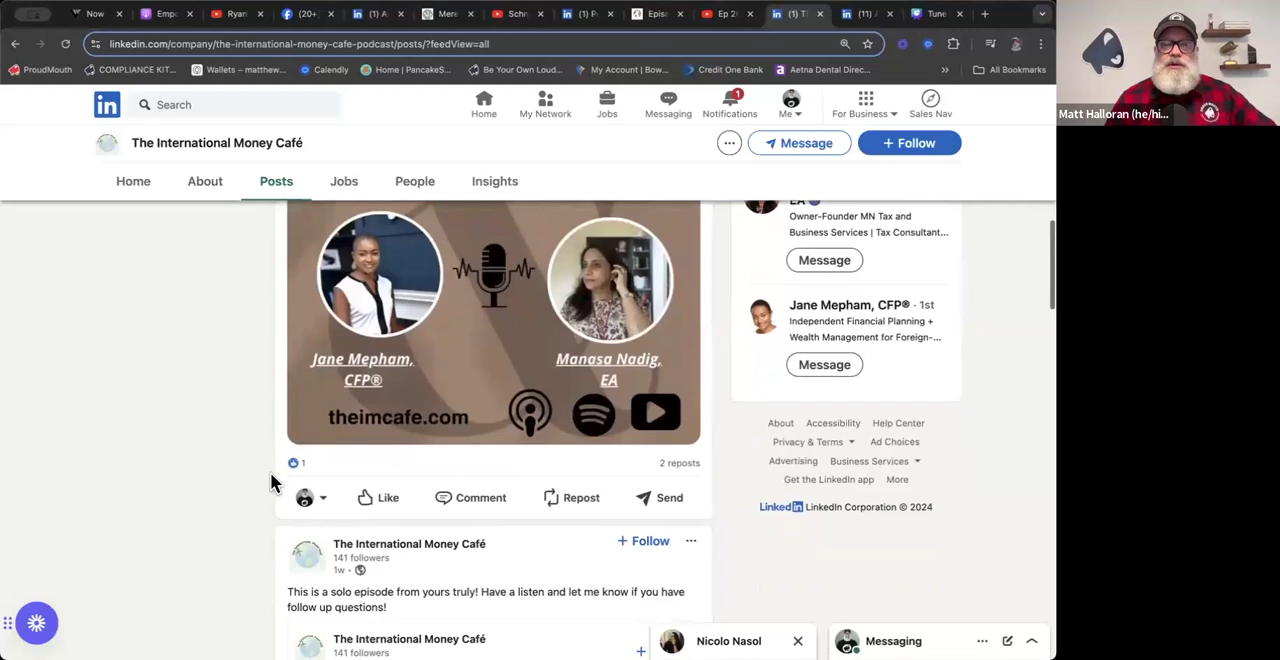 Now
Empo
Ryan
(20+)
(1) A
Mere
Schn
(1) P
Episo
Ep 2
(1) T
(11)
Tune
linkedin.com/company/the-international-money-cafe-podcast/posts/?feedView=all
ProudMouth
COMPLIANCE KIT...
Wallets – matthew...
Calendly
Home | PancakeS...
Be Your Own Loud...
My Account | Bow...
Credit One Bank
Aetna Dental Direc...
All Bookmarks
Matt Halloran (he/hi...
in
Search
Home
My Network
Jobs
Messaging
1
Notifications
Me
For Business
Sales Nav
The International Money Café
Message
+ Follow
Home
About
Posts
Jobs
People
Insights
Jane Mepham,
CFP®
Manasa Nadig,
EA
theimcafe.com
1
2 reposts
Like
Comment
Repost
Send
The International Money Café
+ Follow
141 followers
1w •
This is a solo episode from yours truly! Have a listen and let me know if you have
follow up questions!
The International Money Café
141 followers
EA
Owner-Founder MN Tax and
Business Services | Tax Consultant...
Message
Jane Mepham, CFP® · 1st
Independent Financial Planning +
Wealth Management for Foreign-...
Message
About
Accessibility
Help Center
Privacy & Terms
Ad Choices
Advertising
Business Services
Get the LinkedIn app
More
LinkedIn LinkedIn Corporation © 2024
Nicolo Nasol
Messaging